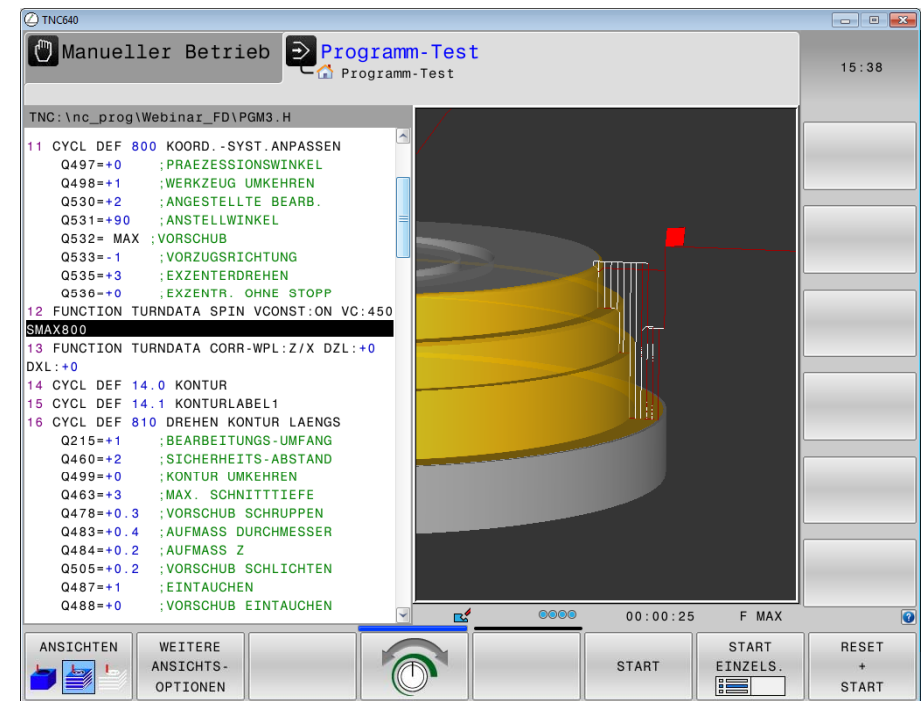 TNC640
Manueller Betrieb
Programm-Test
Programm-Test
15:38
TNC:\nc_prog\Webinar_FD\PGM3.H
11 CYCL DEF 800 KOORD.-SYST.ANPASSEN
Q497=+0 ;PRAEZESSIONSWINKEL
Q498=+1 ;WERKZEUG UMKEHREN
Q530=+2 ;ANGESTELLTE BEARB.
Q531=+90 ;ANSTELLWINKEL
Q532= MAX ;VORSCHUB
Q533=-1 ;VORZUGSRICHTUNG
Q535=+3 ;EXZENTERDREHEN
Q536=+0 ;EXZENTR. OHNE STOPP
12 FUNCTION TURNDATA SPIN VCONST:ON VC:450
SMAX800
13 FUNCTION TURNDATA CORR-WPL:Z/X DZL:+0
DXL:+0
14 CYCL DEF 14.0 KONTUR
15 CYCL DEF 14.1 KONTURLABEL1
16 CYCL DEF 810 DREHEN KONTUR LAENGS
Q215=+1 ;BEARBEITUNGS-UMFANG
Q460=+2 ;SICHERHEITS-ABSTAND
Q499=+0 ;KONTUR UMKEHREN
Q463=+3 ;MAX. SCHNITTTIEFE
Q478=+0.3 ;VORSCHUB SCHRUPPEN
Q483=+0.4 ;AUFMASS DURCHMESSER
Q484=+0.2 ;AUFMASS Z
Q505=+0.2 ;VORSCHUB SCHLICHTEN
Q487=+1 ;EINTAUCHEN
Q488=+0 ;VORSCHUB EINTAUCHEN
00:00:25 F MAX
ANSICHTEN
WEITERE
ANSICHTS-
OPTIONEN
START
START
EINZELS.
RESET
+
START